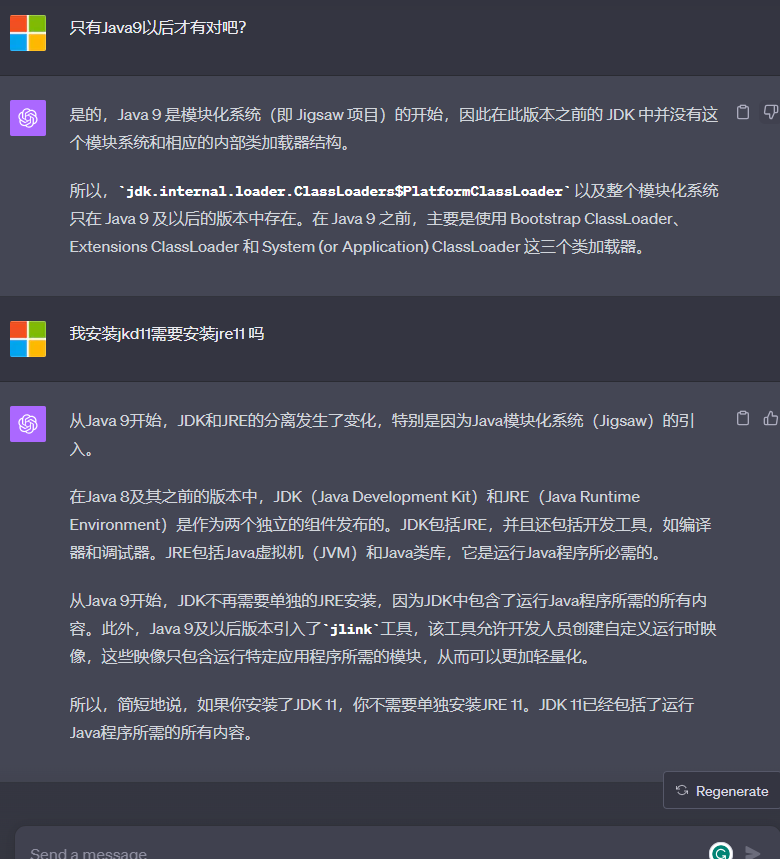 只有Java9以后才有对吧？
是的，Java 9 是模块化系统（即 Jigsaw 项目）的开始，因此在此版本之前的 JDK 中并没有这
个模块系统和相应的内部类加载器结构。
所以，`jdk.internal.loader.ClassLoaders$PlatformClassLoader` 以及整个模块化系统
只在 Java 9 及以后的版本中存在。在 Java 9 之前，主要是使用 Bootstrap ClassLoader、
Extensions ClassLoader 和 System (or Application) ClassLoader 这三个类加载器。
我安装jkd11需要安装jre11 吗
从Java 9开始，JDK和JRE的分离发生了变化，特别是因为Java模块化系统（Jigsaw）的引
入。
在Java 8及其之前的版本中，JDK（Java Development Kit）和JRE（Java Runtime
Environment）是作为两个独立的组件发布的。JDK包括JRE，并且还包括开发工具，如编译
器和调试器。JRE包括Java虚拟机（JVM）和Java类库，它是运行Java程序所必需的。
从Java 9开始，JDK不再需要单独的JRE安装，因为JDK中包含了运行Java程序所需的所有内
容。此外，Java 9及以后版本引入了`jlink`工具，该工具允许开发人员创建自定义运行时映
像，这些映像只包含运行特定应用程序所需的模块，从而可以更加轻量化。
所以，简短地说，如果你安装了JDK 11，你不需要单独安装JRE 11。JDK 11已经包括了运行
Java程序所需的所有内容。
Regenerate
Send a message